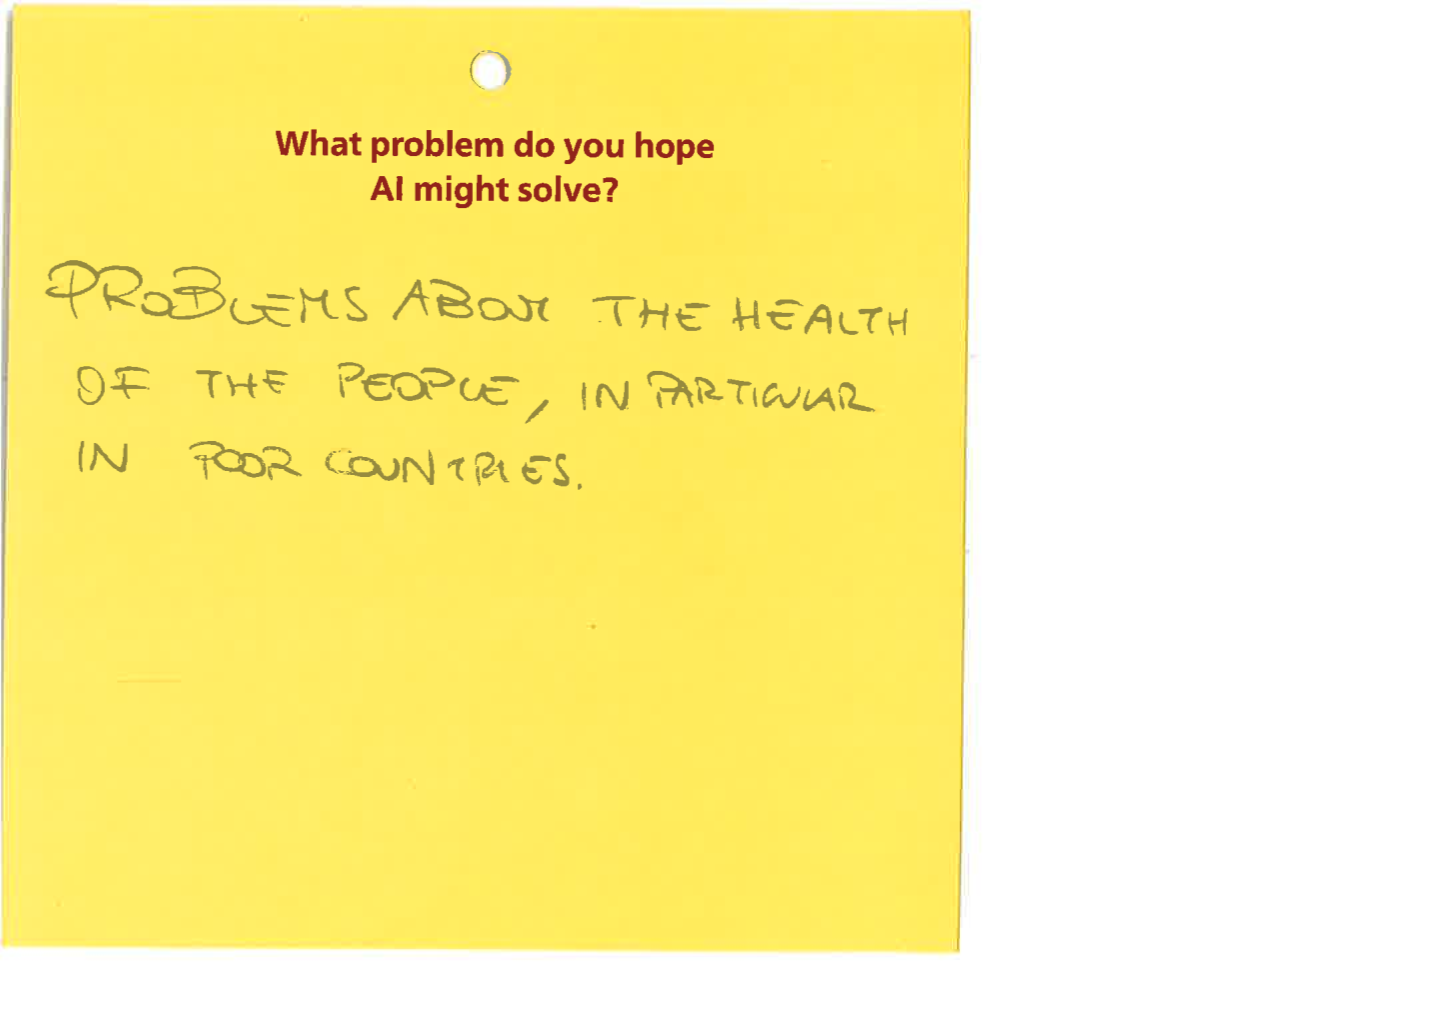 What problem do you hope
AI might solve?
PROBLEMS ABOUT THE HEALTH
OF THE PEOPLE, IN PARTICULAR
IN POOR COUNTRIES.